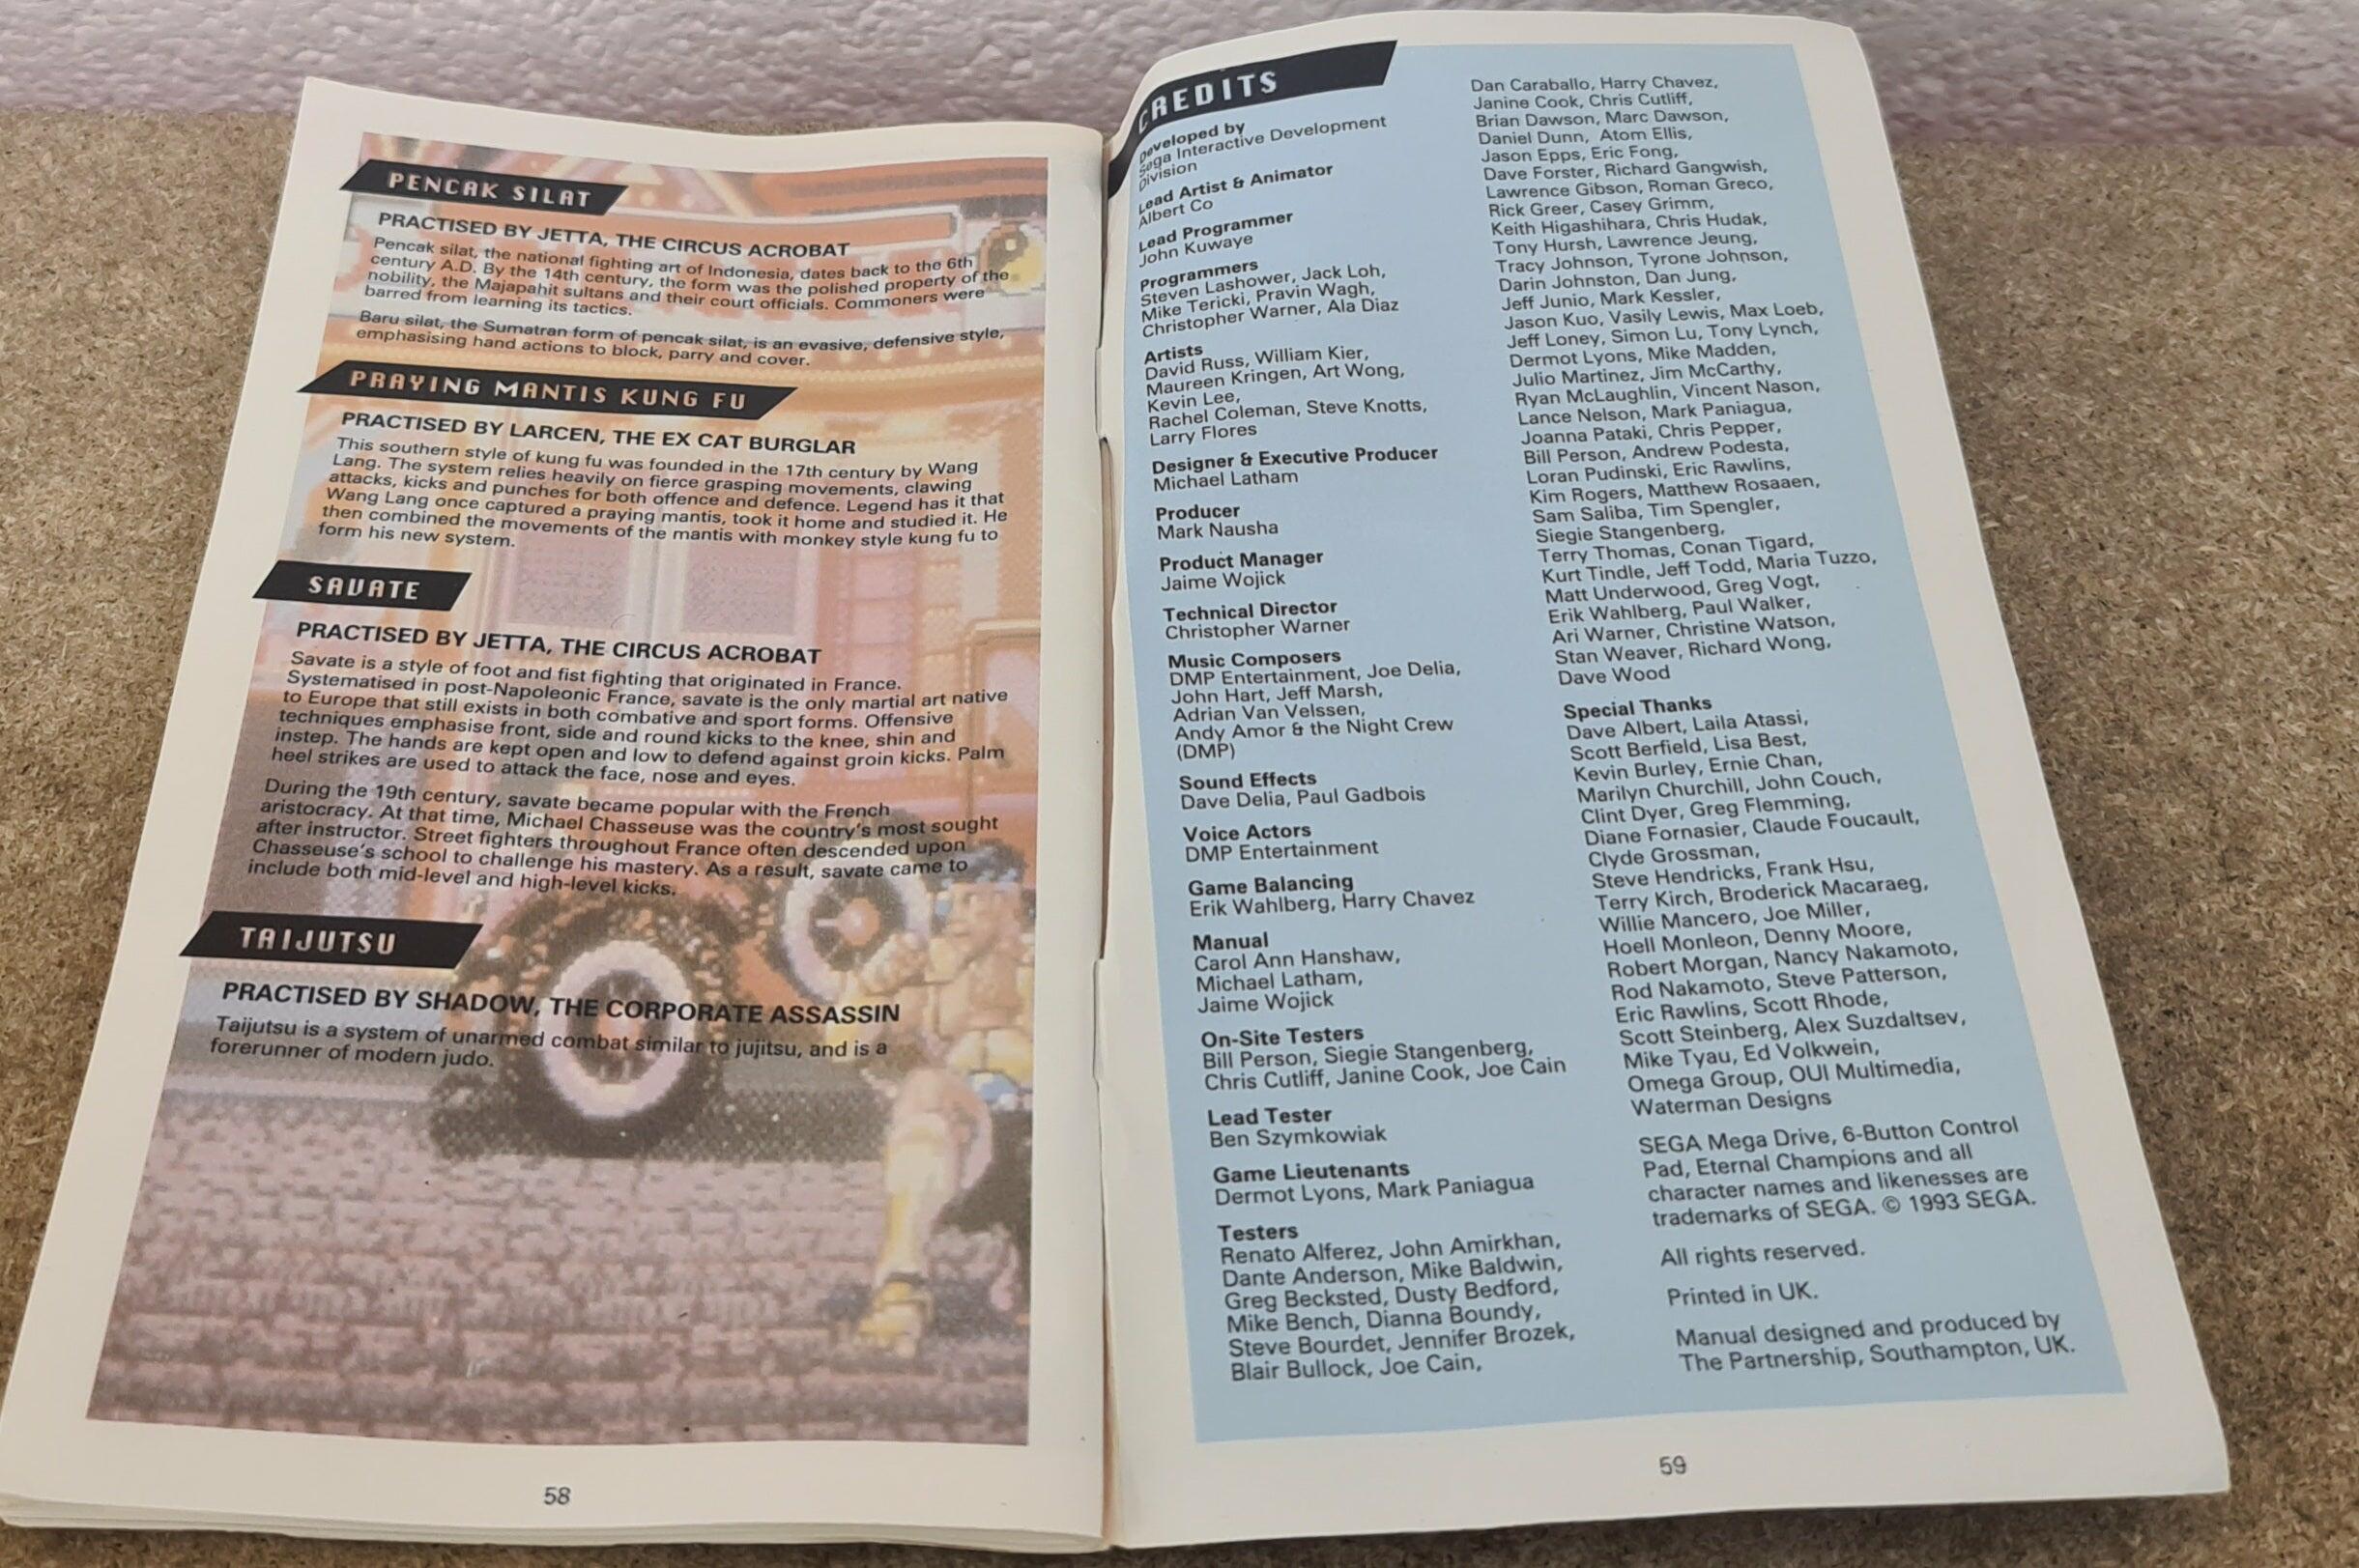 PENCAK SILAT
PRACTISED BY JETTA, THE CIRCUS ACROBAT
Pencak silat, the national fighting art of Indonesia, dates back to the 6th
century A.D. By the 14th century, the form was the polished property of the
nobility, the Majapahit sultans and their court officials. Commoners were
barred from learning its tactics.
Baru silat, the Sumatran form of pencak silat, is an evasive, defensive style,
emphasising hand actions to block, parry and cover.
PRAYING MANTIS KUNG FU
PRACTISED BY LARCEN, THE EX CAT BURGLAR
This southern style of kung fu was founded in the 17th century by Wang
Lang. The system relies heavily on fierce grasping movements, clawing
attacks, kicks and punches for both offence and defence. Legend has it that
Wang Lang once captured a praying mantis, took it home and studied it. He
then combined the movements of the mantis with monkey style kung fu to
form his new system.
SAVATE
PRACTISED BY JETTA, THE CIRCUS ACROBAT
Savate is a style of foot and fist fighting that originated in France.
Systematised in post-Napoleonic France, savate is the only martial art native
to Europe that still exists in both combative and sport forms. Offensive
techniques emphasise front, side and round kicks to the knee, shin and
instep. The hands are kept open and low to defend against groin kicks. Palm
heel strikes are used to attack the face, nose and eyes.
During the 19th century, savate became popular with the French
aristocracy. At that time, Michael Chasseuse was the country's most sought
after instructor. Street fighters throughout France often descended upon
Chasseuse's school to challenge his mastery. As a result, savate came to
include both mid-level and high-level kicks.
TAIJUTSU
PRACTISED BY SHADOW, THE CORPORATE ASSASSIN
Taijutsu is a system of unarmed combat similar to jujitsu, and is a
forerunner of modern judo.
58
CREDITS
Developed by
Sega Interactive Development
Division
Lead Artist & Animator
Albert Co
Lead Programmer
John Kuwaye
Programmers
Steven Lashower, Jack Loh,
Mike Tericki, Pravin Wagh,
Christopher Warner, Ala Diaz
Artists
David Russ, William Kier,
Maureen Kringen, Art Wong,
Kevin Lee,
Rachel Coleman, Steve Knotts,
Larry Flores
Designer & Executive Producer
Michael Latham
Producer
Mark Nausha
Product Manager
Jaime Wojick
Technical Director
Christopher Warner
Music Composers
DMP Entertainment, Joe Delia,
John Hart, Jeff Marsh,
Adrian Van Velssen,
Andy Amor & the Night Crew
(DMP)
Sound Effects
Dave Delia, Paul Gadbois
Voice Actors
DMP Entertainment
Game Balancing
Erik Wahlberg, Harry Chavez
Manual
Carol Ann Hanshaw,
Michael Latham,
Jaime Wojick
On-Site Testers
Bill Person, Siegie Stangenberg,
Chris Cutliff, Janine Cook, Joe Cain
Lead Tester
Ben Szymkowiak
Game Lieutenants
Dermot Lyons, Mark Paniagua
Testers
Renato Alferez, John Amirkhan,
Dante Anderson, Mike Baldwin,
Greg Becksted, Dusty Bedford,
Mike Bench, Dianna Boundy,
Steve Bourdet, Jennifer Brozek,
Blair Bullock, Joe Cain,
Dan Caraballo, Harry Chavez,
Janine Cook, Chris Cutliff,
Brian Dawson, Marc Dawson,
Daniel Dunn, Atom Ellis,
Jason Epps, Eric Fong,
Dave Forster, Richard Gangwish,
Lawrence Gibson, Roman Greco,
Rick Greer, Casey Grimm,
Keith Higashihara, Chris Hudak,
Tony Hursh, Lawrence Jeung,
Tracy Johnson, Tyrone Johnson,
Darin Johnston, Dan Jung,
Jeff Junio, Mark Kessler,
Jason Kuo, Vasily Lewis, Max Loeb,
Jeff Loney, Simon Lu, Tony Lynch,
Dermot Lyons, Mike Madden,
Julio Martinez, Jim McCarthy,
Ryan McLaughlin, Vincent Nason,
Lance Nelson, Mark Paniagua,
Joanna Pataki, Chris Pepper,
Bill Person, Andrew Podesta,
Loran Pudinski, Eric Rawlins,
Kim Rogers, Matthew Rosaaen,
Sam Saliba, Tim Spengler,
Siegie Stangenberg,
Terry Thomas, Conan Tigard,
Kurt Tindle, Jeff Todd, Maria Tuzzo,
Matt Underwood, Greg Vogt,
Erik Wahlberg, Paul Walker,
Ari Warner, Christine Watson,
Stan Weaver, Richard Wong,
Dave Wood
Special Thanks
Dave Albert, Laila Atassi,
Scott Berfield, Lisa Best,
Kevin Burley, Ernie Chan,
Marilyn Churchill, John Couch,
Clint Dyer, Greg Flemming,
Diane Fornasier, Claude Foucault,
Clyde Grossman,
Steve Hendricks, Frank Hsu,
Terry Kirch, Broderick Macaraeg,
Willie Mancero, Joe Miller,
Hoell Monleon, Denny Moore,
Robert Morgan, Nancy Nakamoto,
Rod Nakamoto, Steve Patterson,
Eric Rawlins, Scott Rhode,
Scott Steinberg, Alex Suzdaltsev,
Mike Tyau, Ed Volkwein,
Omega Group, OUI Multimedia,
Waterman Designs
SEGA Mega Drive, 6-Button Control
Pad, Eternal Champions and all
character names and likenesses are
trademarks of SEGA. © 1993 SEGA.
All rights reserved.
Printed in UK.
Manual designed and produced by
The Partnership, Southampton, UK.
59